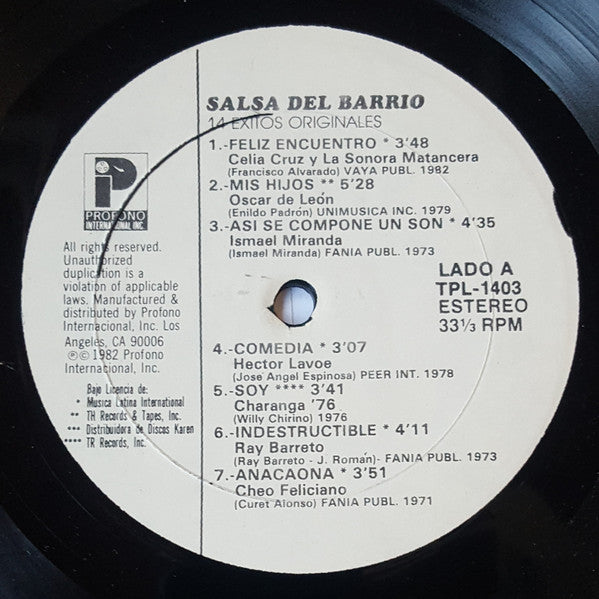 SALSA DEL BARRIO
14 EXITOS ORIGINALES
1.-FELIZ ENCUENTRO * 3'48
Celia Cruz y La Sonora Matancera
(Francisco Alvarado) VAYA PUBL. 1982
2.-MIS HIJOS ** 5'28
Oscar de León
(Enildo Padrón) UNIMUSICA INC. 1979
3.-ASI SE COMPONE UN SON * 4'35
Ismael Miranda
(Ismael Miranda) FANIA PUBL. 1973
LADO A
TPL-1403
ESTEREO
33⅓ RPM
4.-COMEDIA * 3'07
Hector Lavoe
(José Angel Espinosa) PEER INT. 1978
5.-SOY **** 3'41
Charanga '76
(Willy Chirino) 1976
6.-INDESTRUCTIBLE * 4'11
Ray Barreto
(Ray Barreto - J. Román)- FANIA PUBL. 1973
7.-ANACAONA * 3'51
Cheo Feliciano
(Curet Alonso) FANIA PUBL. 1971
PROFONO
INTERNATIONAL, INC.
All rights reserved.
Unauthorized
duplication is a
violation of applicable
laws. Manufactured &
distributed by Profono
Internacional, Inc. Los
Angeles, CA 90006
℗© 1982 Profono
Internacional, Inc.
Bajo Licencia de:
* Musica Latina International
** TH Records & Tapes, Inc.
*** Distribuidora de Discos Karen
**** TR Records, Inc.